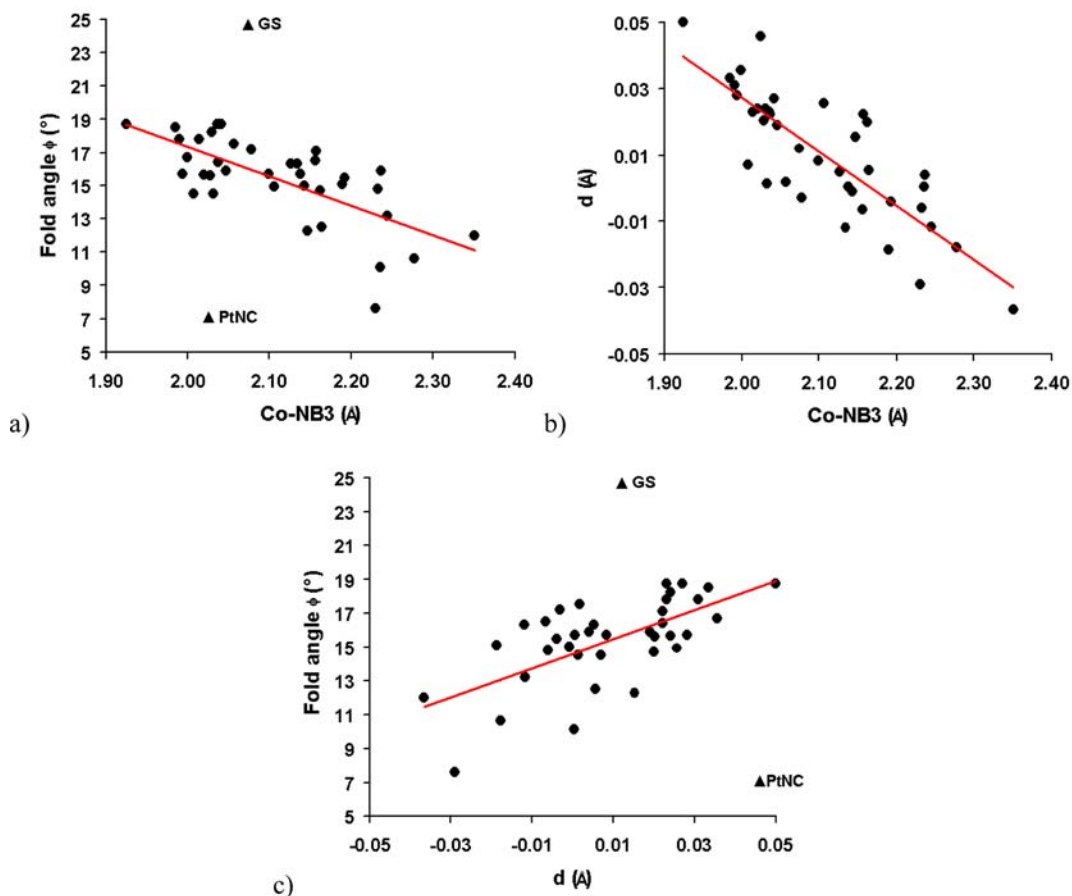 25
23
21
19
17
15
13
11
9
7
5
Fold angle ϕ (°)
▲ GS
▲ PtNC
1.90 2.00 2.10 2.20 2.30 2.40
Co-NB3 (Å)
a)
0.05
0.03
0.01
-0.01
-0.03
-0.05
d (Å)
1.90 2.00 2.10 2.20 2.30 2.40
Co-NB3 (Å)
b)
25
23
21
19
17
15
13
11
9
7
5
Fold angle ϕ (°)
▲ GS
▲PtNC
-0.05 -0.03 -0.01 0.01 0.03 0.05
d (Å)
c)